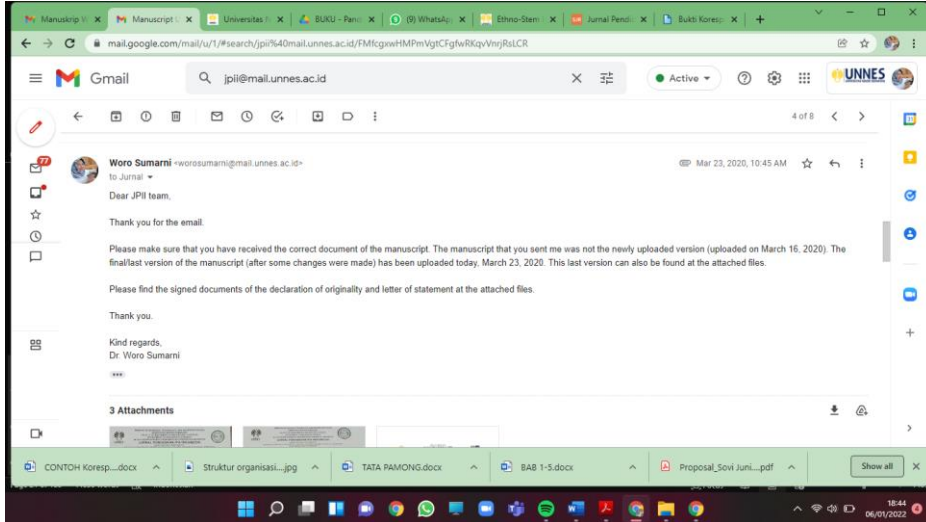 Manuskrip W
Manuscript U
Universitas N
BUKU - Panc
(9) WhatsAp
Ethno-Stem
Jurnal Pendid
Bukti Koresp
mail.google.com/mail/u/1/#search/jpii%40mail.unnes.ac.id/FMfcgxwHMPmVgtCFgfwRKqvVnrjRsLCR
Gmail
jpii@mail.unnes.ac.id
Active
UNNES
4 of 8
77
Woro Sumarni <worosumarni@mail.unnes.ac.id>
Mar 23, 2020, 10:45 AM
to Jurnal
Dear JPII team,
Thank you for the email.
Please make sure that you have received the correct document of the manuscript. The manuscript that you sent me was not the newly uploaded version (uploaded on March 16, 2020). The
final/last version of the manuscript (after some changes were made) has been uploaded today, March 23, 2020. This last version can also be found at the attached files.
Please find the signed documents of the declaration of originality and letter of statement at the attached files.
Thank you.
Kind regards,
Dr. Woro Sumarni
3 Attachments
CONTOH Koresp....docx
Struktur organisasi....jpg
TATA PAMONG.docx
BAB 1-5.docx
Proposal_Sovi Juni....pdf
Show all
18:44
06/01/2022